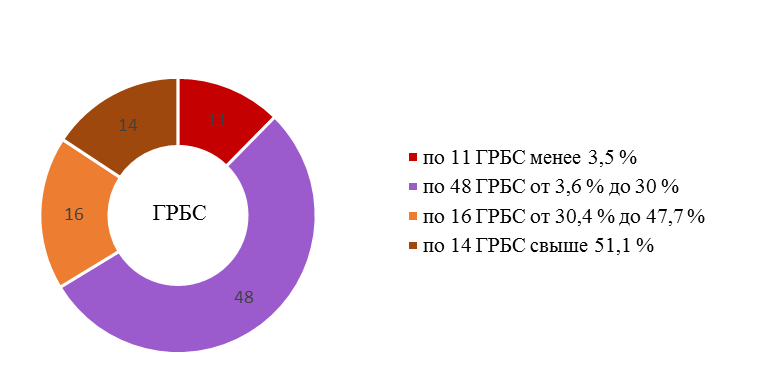 11
14
16
ГРБС
48
по 11 ГРБС менее 3,5 %
по 48 ГРБС от 3,6 % до 30 %
по 16 ГРБС от 30,4 % до 47,7 %
по 14 ГРБС свыше 51,1 %